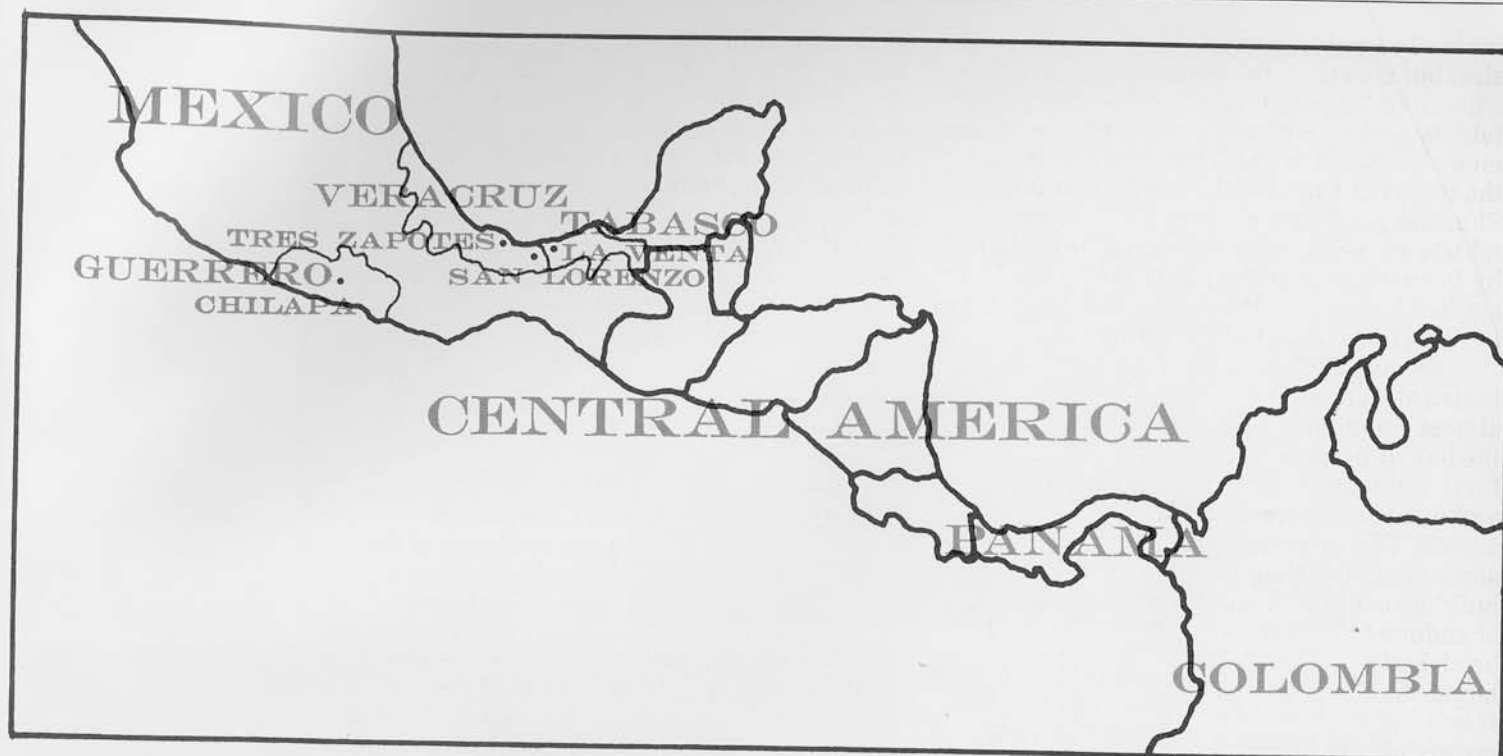 MEXICO
VERACRUZ
TABASCO
TRES ZAPOTES
LA VENTA
GUERRERO
SAN LORENZO
CHILAPA
CENTRAL AMERICA
PANAMA
COLOMBIA